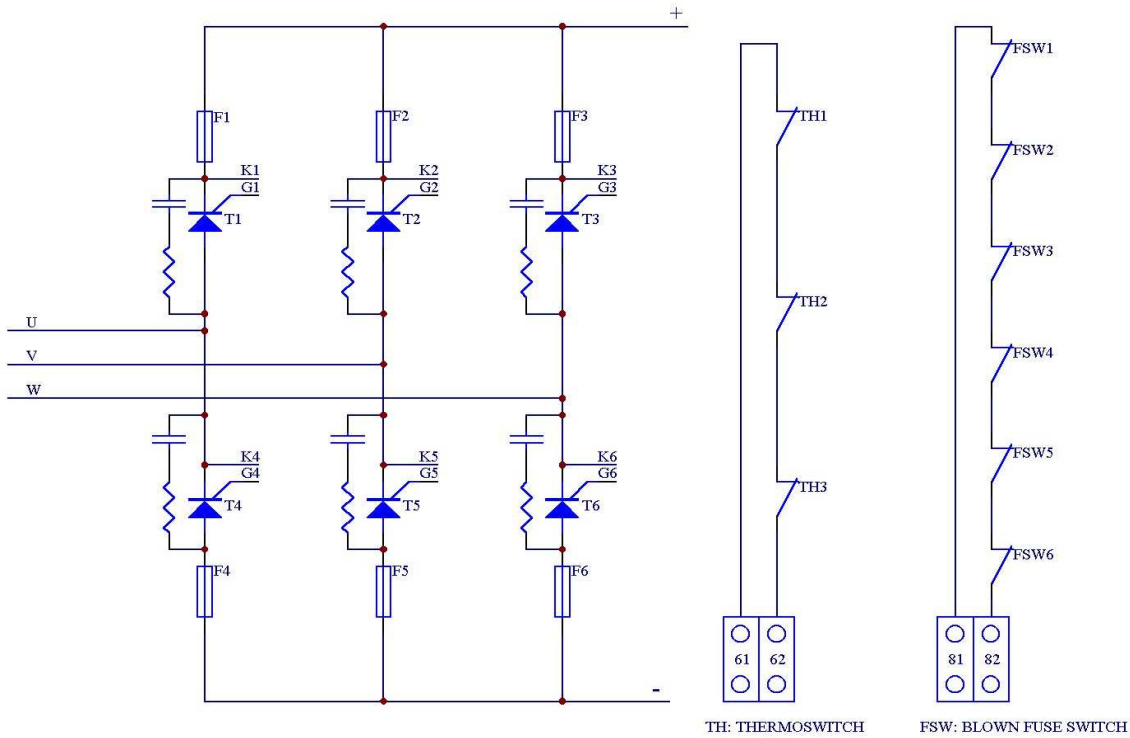 +
FSW1
F1
F2
F3
TH1
FSW2
K1
K2
K3
G1
G2
G3
T1
T2
T3
FSW3
TH2
U
V
FSW4
W
K4
K5
K6
FSW5
G4
G5
G6
TH3
T4
T5
T6
FSW6
F4
F5
F6
61
62
81
82
-
TH: THERMOSWITCH
FSW: BLOWN FUSE SWITCH